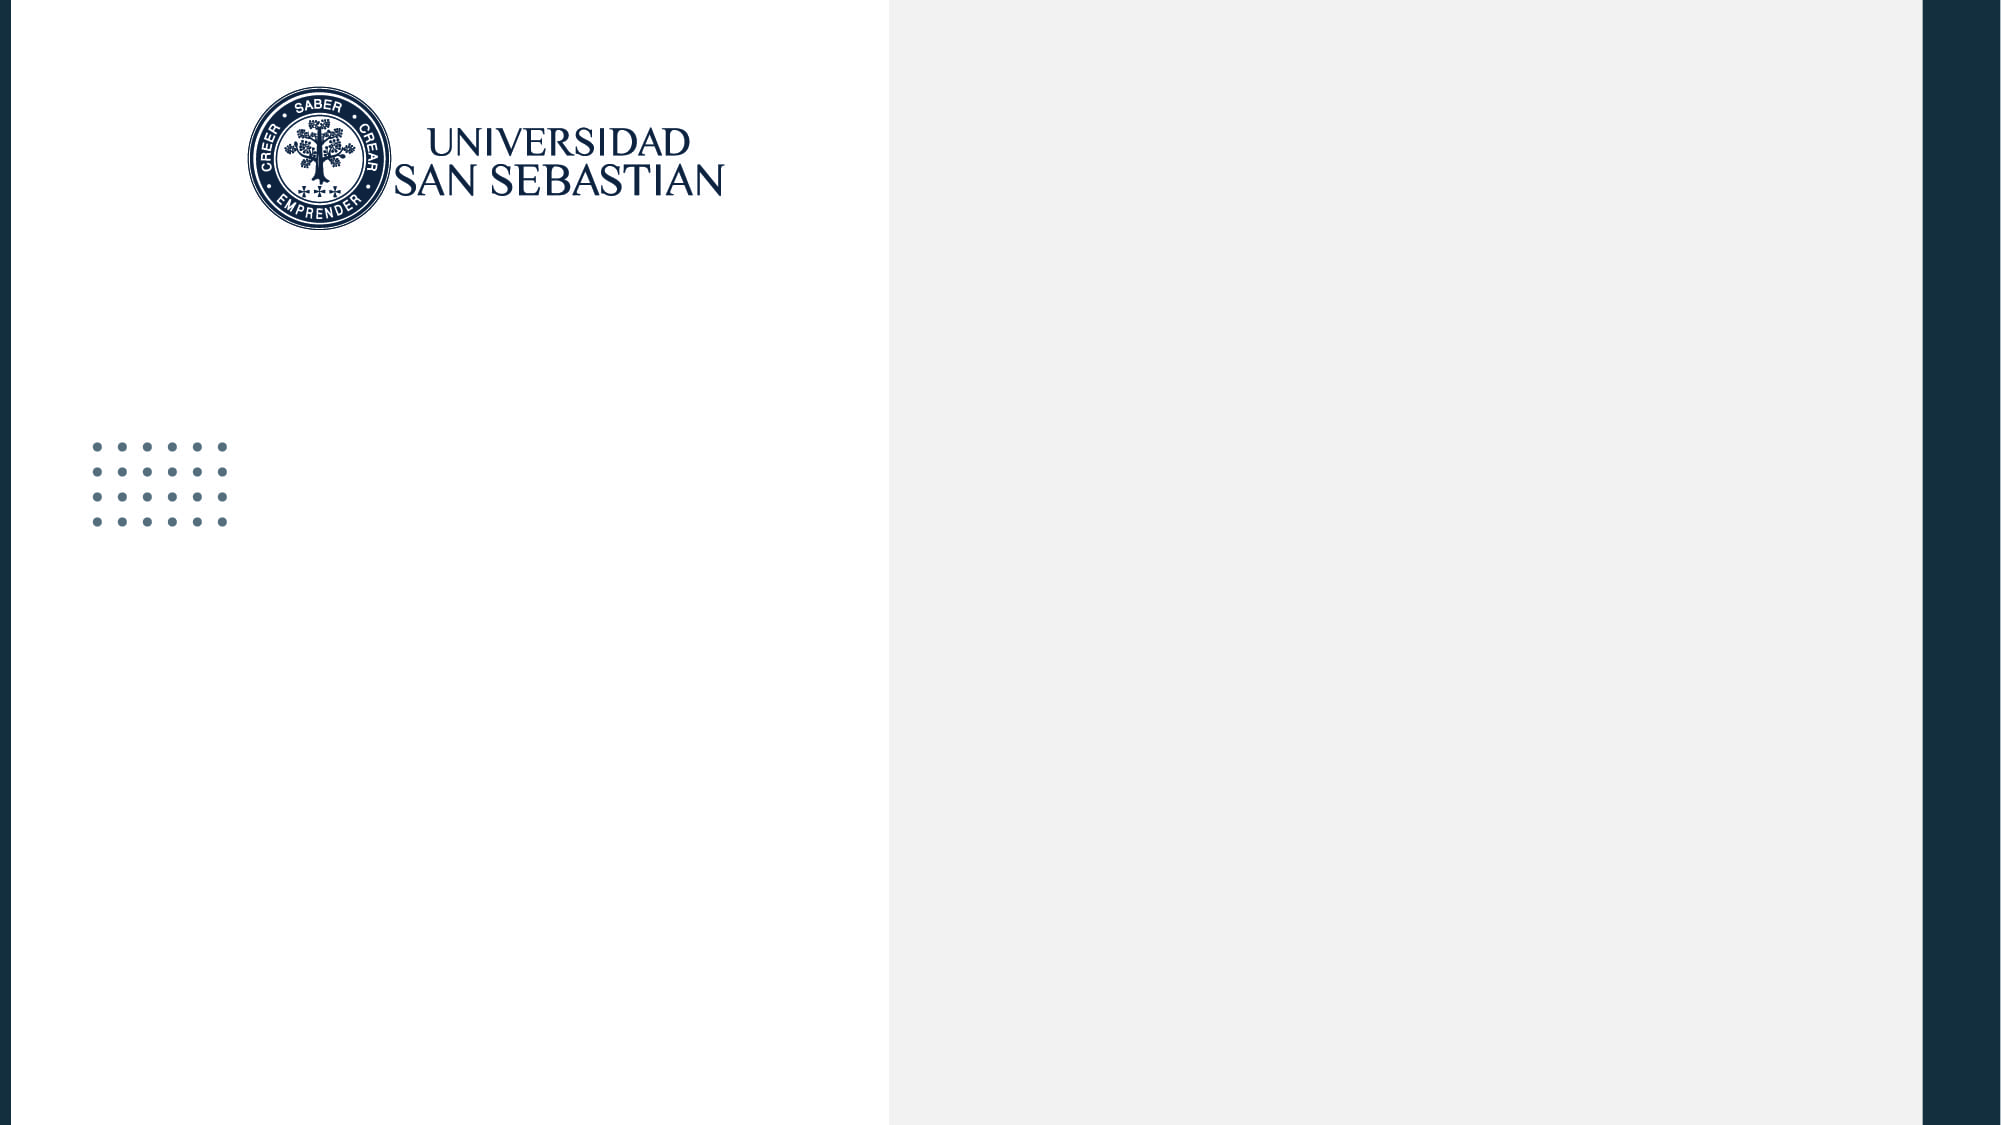 SABER
CREER
CREAR
EMPRENDER
UNIVERSIDAD
SAN SEBASTIAN